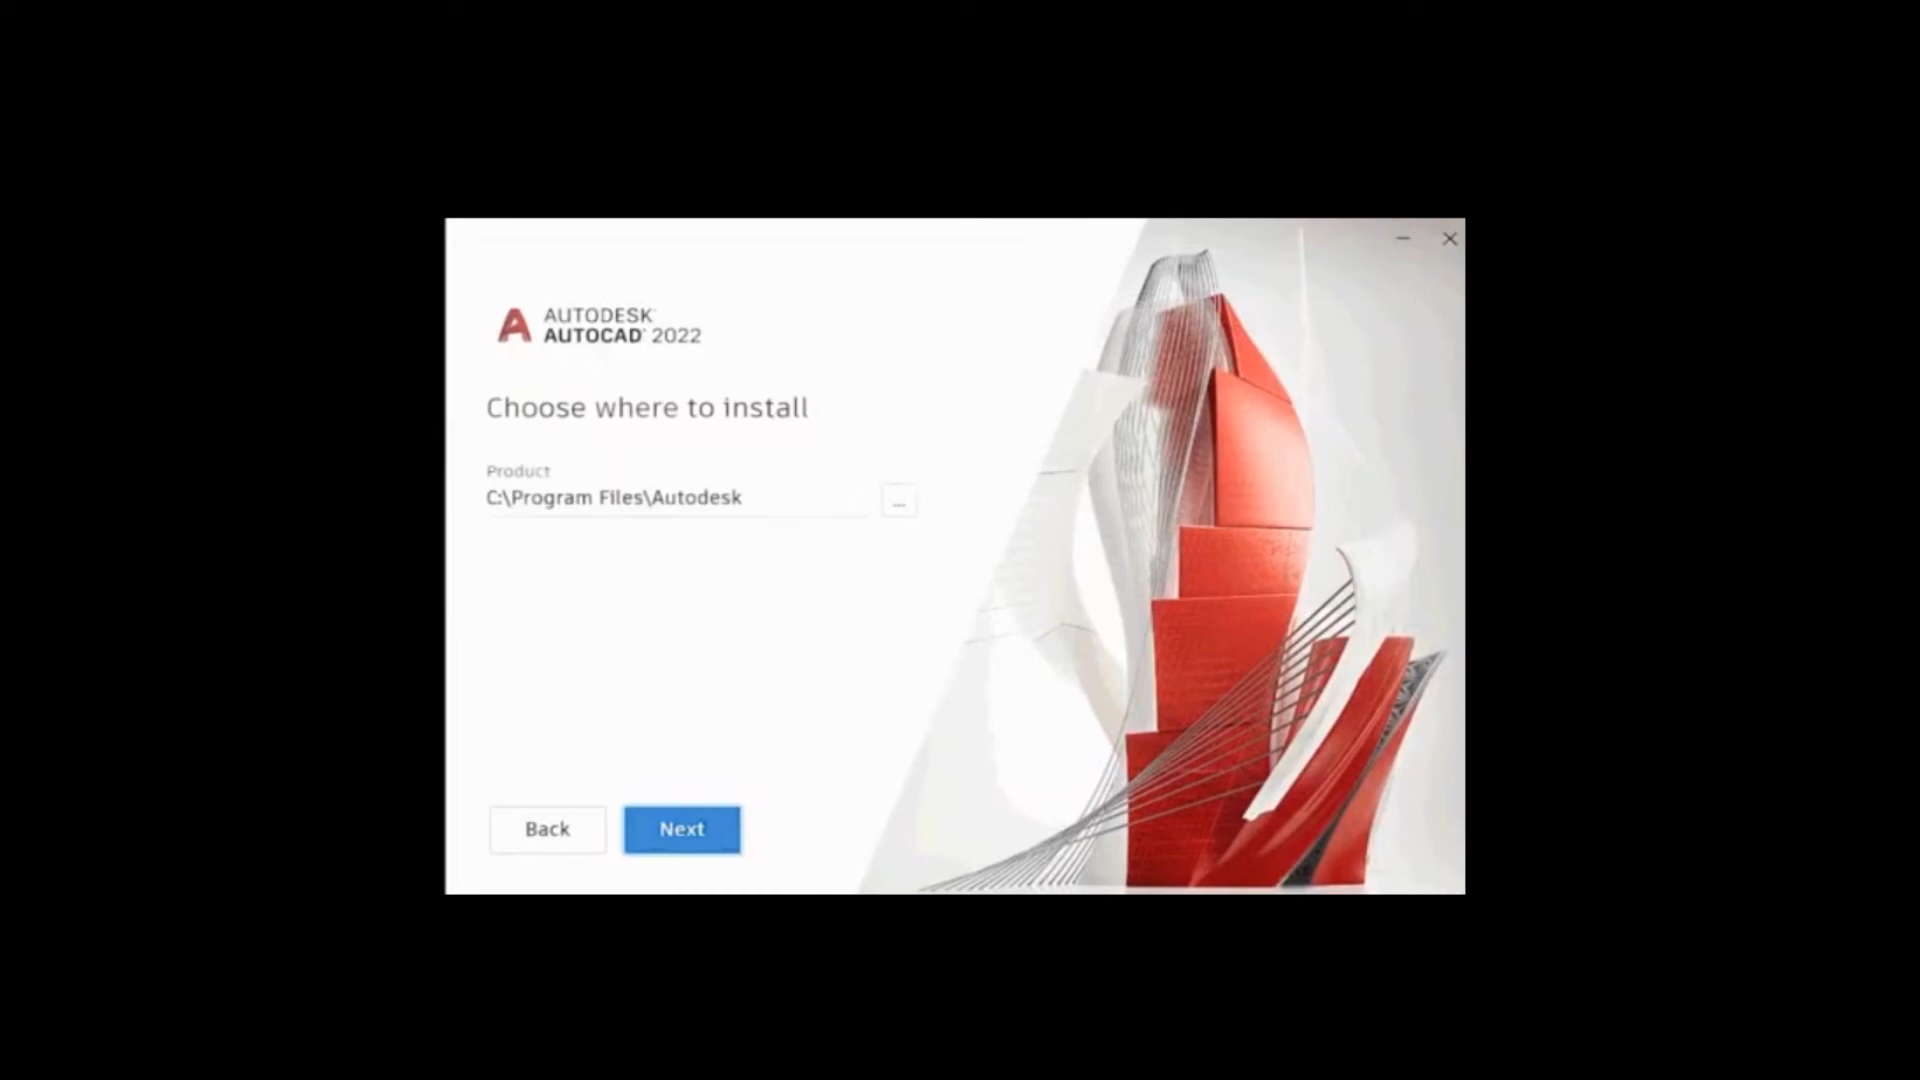 AUTODESK
AUTOCAD 2022
Choose where to install
Product
C:\Program Files\Autodesk
...
Back
Next